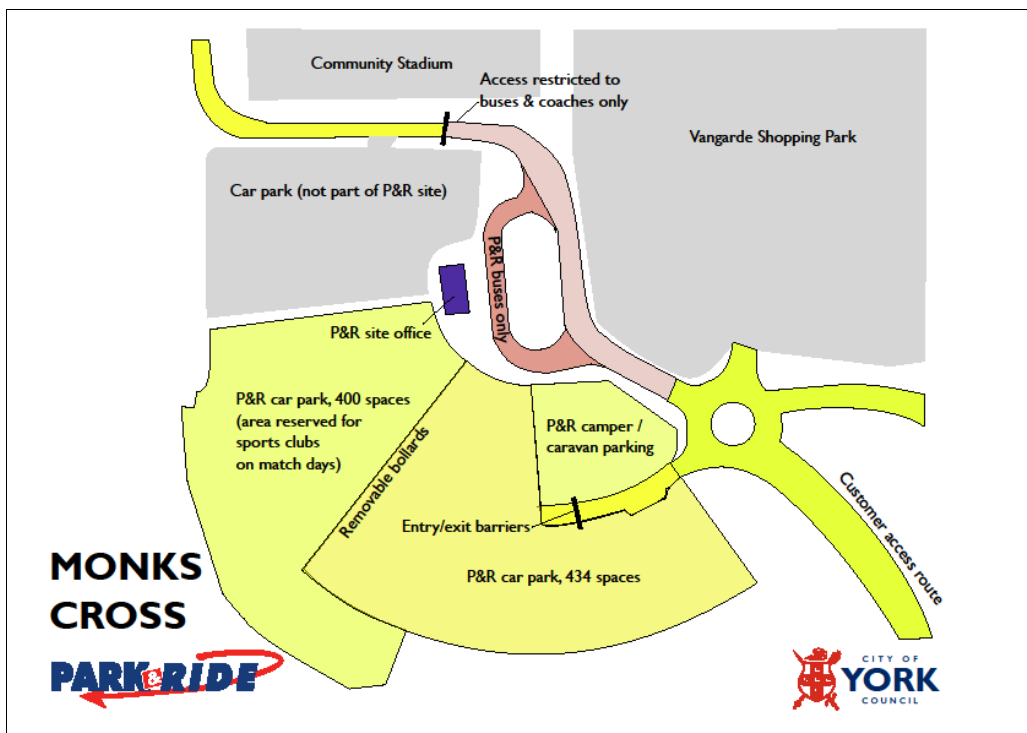 Community Stadium
Access restricted to
buses & coaches only
Vangarde Shopping Park
Car park (not part of P&R site)
P&R buses only
P&R site office
P&R car park, 400 spaces
(area reserved for
sports clubs
on match days)
Removable bollards
P&R camper /
caravan parking
Entry/exit barriers
P&R car park, 434 spaces
Customer access route
MONKS
CROSS
PARK & RIDE
CITY OF
YORK
COUNCIL